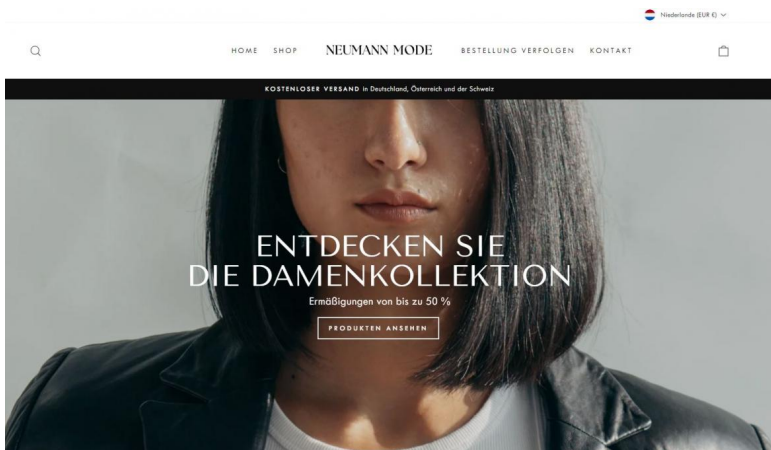 Niederlande (EUR €)
HOME SHOP NEUMANN MODE BESTELLUNG VERFOLGEN KONTAKT
KOSTENLOSER VERSAND in Deutschland, Österreich und der Schweiz
ENTDECKEN SIE
DIE DAMENKOLLEKTION
Ermäßigungen von bis zu 50 %
PRODUKTEN ANSEHEN